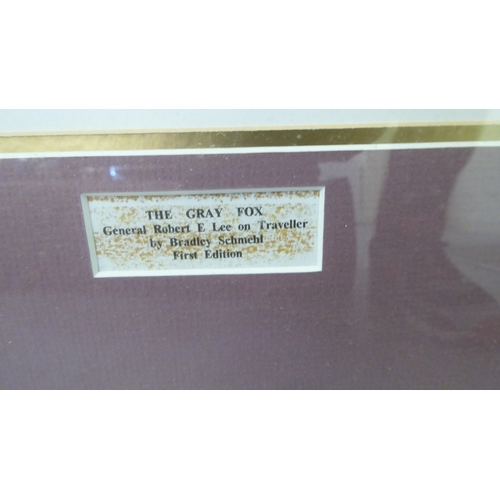 THE GRAY FOX
General Robert E Lee on Traveller
by Bradley Schmehl
First Edition